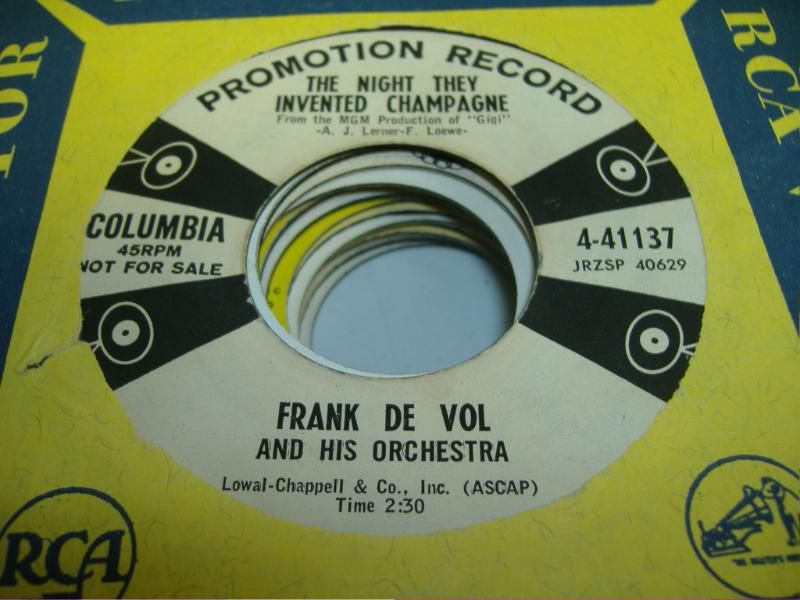 PROMOTION RECORD
THE NIGHT THEY
INVENTED CHAMPAGNE
From the MGM Production of "Gigi"
-A. J. Lerner-F. Loewe-
COLUMBIA
45RPM
NOT FOR SALE
4-41137
JRZSP 40629
FRANK DE VOL
AND HIS ORCHESTRA
Lowal-Chappell & Co., Inc. (ASCAP)
Time 2:30
TOR
RCA
RCA